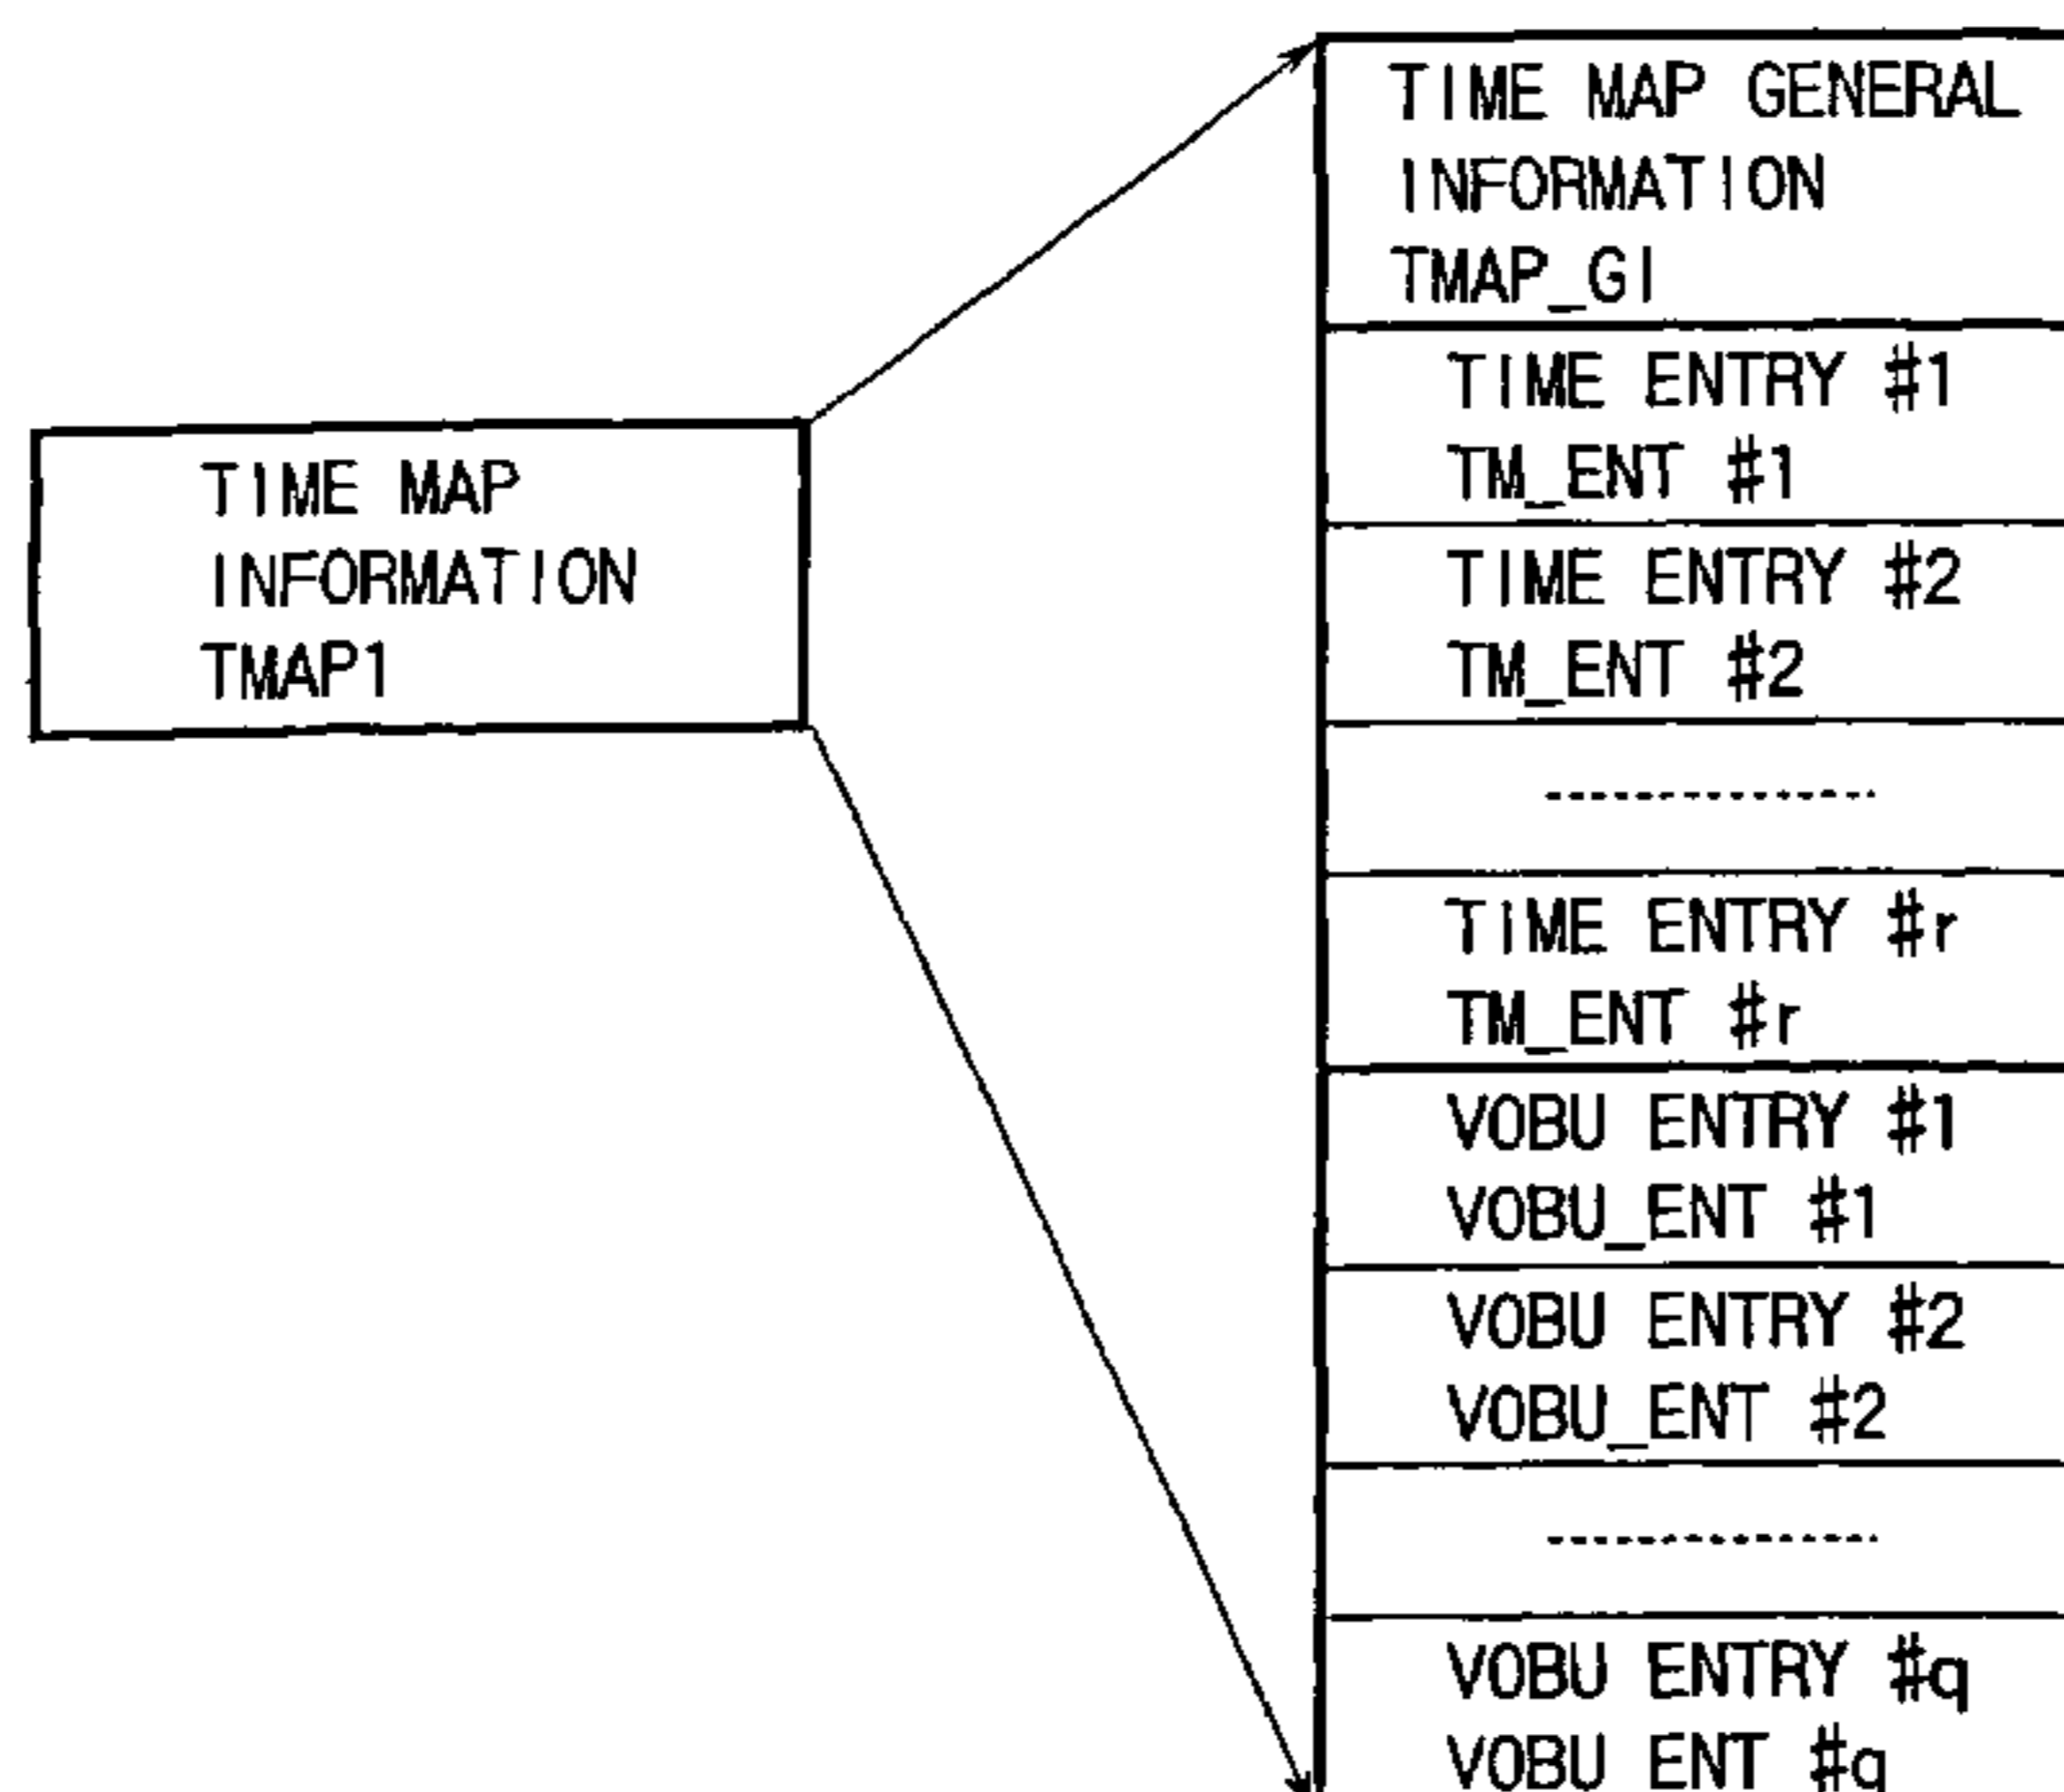 TIME MAP
INFORMATION
TMAP1
TIME MAP GENERAL
INFORMATION
TMAP_GI
TIME ENTRY #1
TM_ENT #1
TIME ENTRY #2
TM_ENT #2
TIME ENTRY #r
TM_ENT #r
VOBU ENTRY #1
VOBU_ENT #1
VOBU ENTRY #2
VOBU_ENT #2
VOBU ENTRY #q
VOBU ENT #q